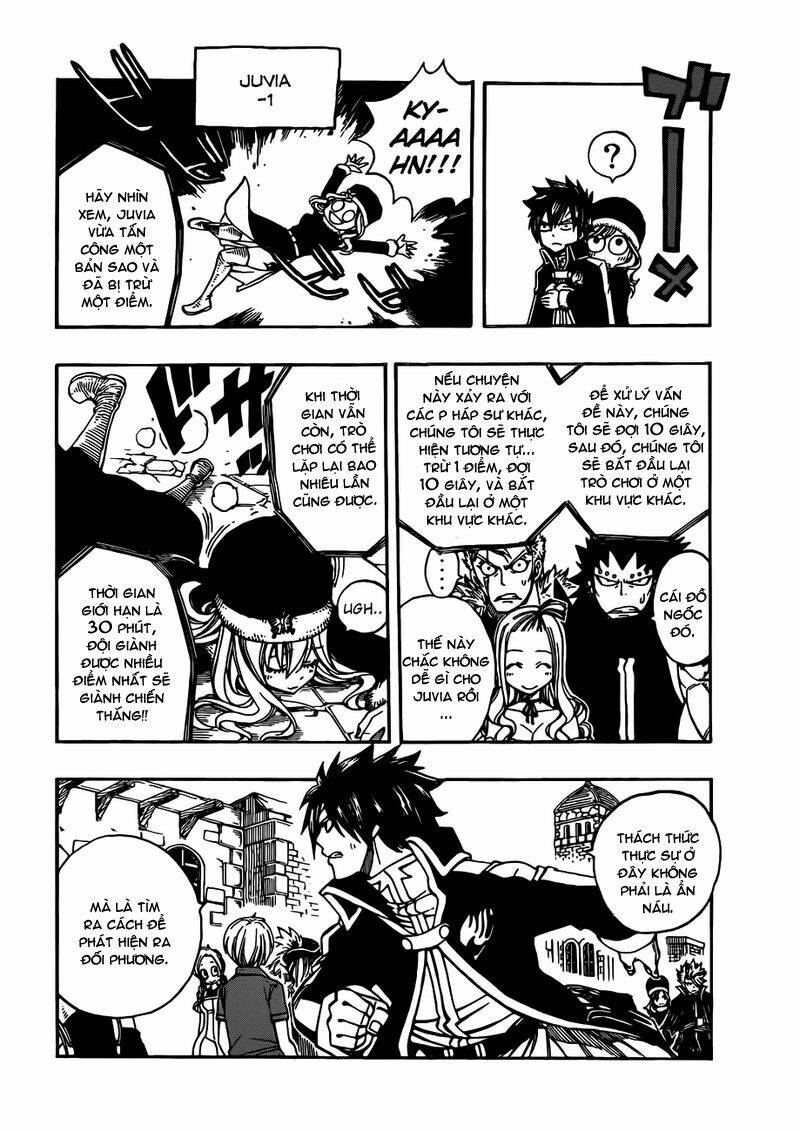 ブーッ×
?
JUVIA
-1
KY-
AAAA
HN!!!
HÃY NHÌN
XEM, JUVIA
VỪA TẤN
CÔNG MỘT
BẢN SAO VÀ
ĐÃ BỊ TRỪ
MỘT ĐIỂM.
ĐỂ XỬ LÝ VẤN
ĐỀ NÀY, CHÚNG
TÔI SẼ ĐỢI 10 GIÂY,
SAU ĐÓ, CHÚNG TÔI
SẼ BẮT ĐẦU LẠI
TRÒ CHƠI Ở MỘT
KHU VỰC KHÁC.
NẾU CHUYỆN
NÀY XẢY RA VỚI
CÁC P HÁP SƯ KHÁC,
CHÚNG TÔI SẼ THỰC
HIỆN TƯƠNG TỰ...
TRỪ 1 ĐIỂM, ĐỢI
10 GIÂY, VÀ BẮT
ĐẦU LẠI Ở MỘT
KHU VỰC KHÁC.
......
CÁI ĐỒ
NGỐC
ĐÓ.
THẾ NÀY
CHẮC KHÔNG
DỄ GÌ CHO
JUVIA RỒI
...
KHI THỜI
GIAN VẪN
CÒN, TRÒ
CHƠI CÓ THỂ
LẶP LẠI BAO
NHIÊU LẦN
CŨNG ĐƯỢC.
ドドッ
UGH..
THỜI GIAN
GIỚI HẠN LÀ
30 PHÚT,
ĐỘI GIÀNH
ĐƯỢC NHIỀU
ĐIỂM NHẤT SẼ
GIÀNH CHIẾN
THẮNG!!
THÁCH THỨC
THỰC SỰ Ở
ĐÂY KHÔNG
PHẢI LÀ ẨN
NẤU.
MÀ LÀ TÌM
RA CÁCH ĐỂ
PHÁT HIỆN RA
ĐỐI PHƯƠNG.